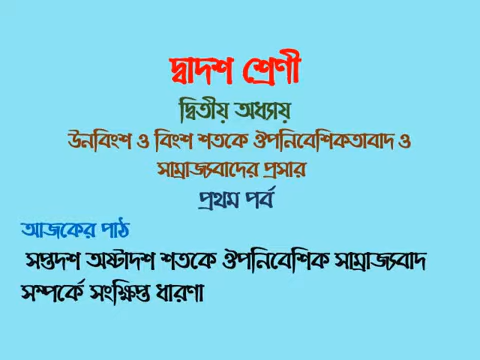 দ্বাদশ শ্রেণী
দ্বিতীয় অধ্যায়
উনবিংশ ও বিংশ শতকে ঔপনিবেশিকতাবাদ ও
সাম্রাজ্যবাদের প্রসার
প্রথম পর্ব
আজকের পাঠ
সপ্তদশ অষ্টাদশ শতকে ঔপনিবেশিক সাম্রাজ্যবাদ
সম্পর্কে সংক্ষিপ্ত ধারণা